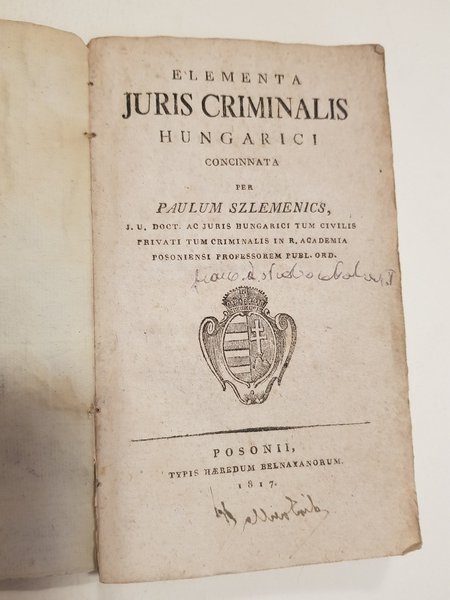 ELEMENTA
JURIS CRIMINALIS
HUNGARICI
CONCINNATA
PER
PAULUM SZLEMENICS,
J. U. DOCT. AC JURIS HUNGARICI TUM CIVILIS
PRIVATI TUM CRIMINALIS IN R. ACADEMIA
POSONIENSI PROFESSOREM PUBL. ORD.
POSONII,
TYPIS HÆREDUM BELNAYANORUM.
1817.